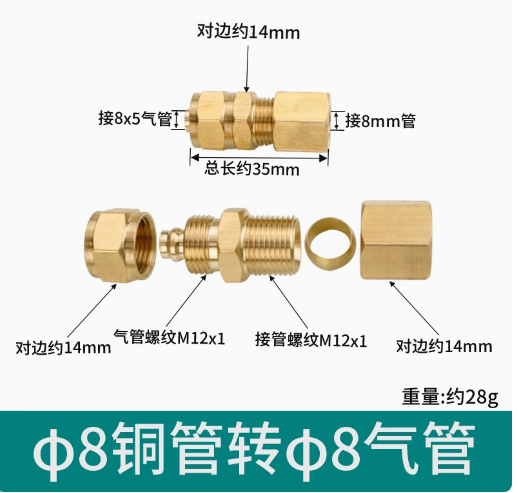 对边约14mm
接8x5气管
接8mm管
总长约35mm
气管螺纹M12x1
接管螺纹M12x1
对边约14mm
对边约14mm
重量:约28g
ф8铜管转ф8气管